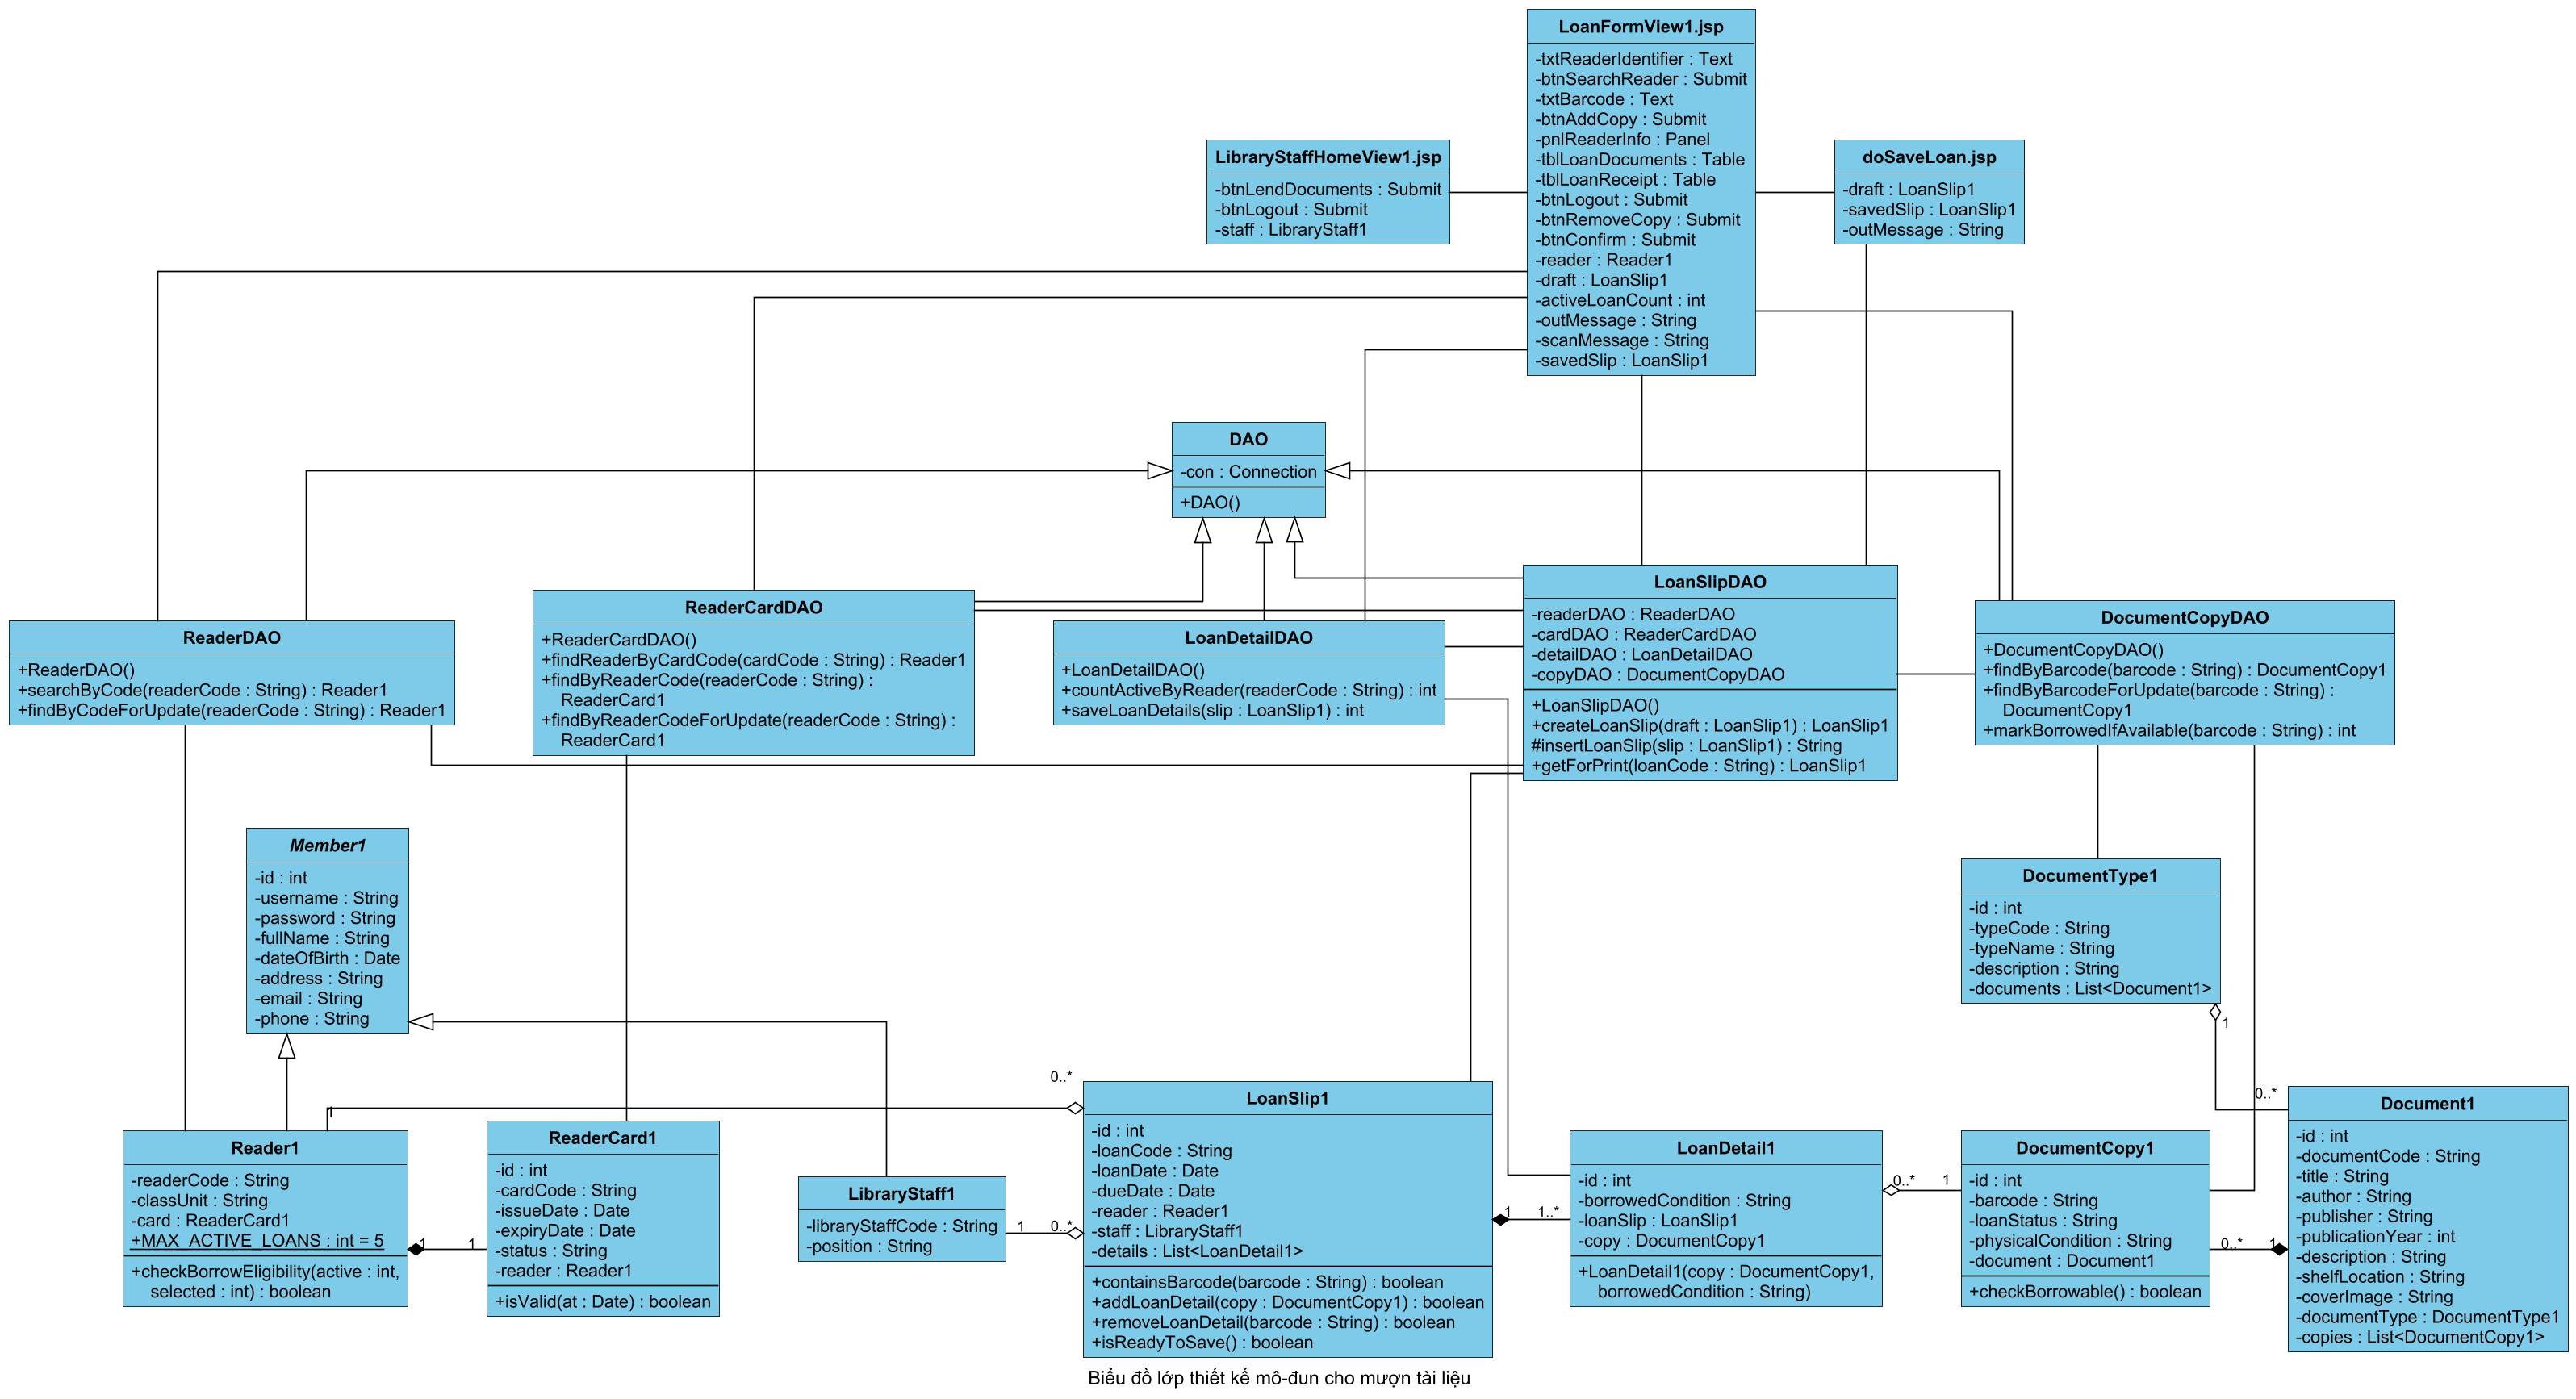 LoanFormView1.jsp
-txtReaderIdentifier : Text
-btnSearchReader : Submit
-txtBarcode : Text
-btnAddCopy : Submit
-pnlReaderInfo : Panel
-tblLoanDocuments : Table
-tblLoanReceipt : Table
-btnLogout : Submit
-btnRemoveCopy : Submit
-btnConfirm : Submit
-reader : Reader1
-draft : LoanSlip1
-activeLoanCount : int
-outMessage : String
-scanMessage : String
-savedSlip : LoanSlip1
LibraryStaffHomeView1.jsp
-btnLendDocuments : Submit
-btnLogout : Submit
-staff : LibraryStaff1
doSaveLoan.jsp
-draft : LoanSlip1
-savedSlip : LoanSlip1
-outMessage : String
DAO
-con : Connection
+DAO()
ReaderDAO
+ReaderDAO()
+searchByCode(readerCode : String) : Reader1
+findByCodeForUpdate(readerCode : String) : Reader1
ReaderCardDAO
+ReaderCardDAO()
+findReaderByCardCode(cardCode : String) : Reader1
+findByReaderCode(readerCode : String) :
ReaderCard1
+findByReaderCodeForUpdate(readerCode : String) :
ReaderCard1
LoanDetailDAO
+LoanDetailDAO()
+countActiveByReader(readerCode : String) : int
+saveLoanDetails(slip : LoanSlip1) : int
LoanSlipDAO
-readerDAO : ReaderDAO
-cardDAO : ReaderCardDAO
-detailDAO : LoanDetailDAO
-copyDAO : DocumentCopyDAO
+LoanSlipDAO()
+createLoanSlip(draft : LoanSlip1) : LoanSlip1
#insertLoanSlip(slip : LoanSlip1) : String
+getForPrint(loanCode : String) : LoanSlip1
DocumentCopyDAO
+DocumentCopyDAO()
+findByBarcode(barcode : String) : DocumentCopy1
+findByBarcodeForUpdate(barcode : String) :
DocumentCopy1
+markBorrowedIfAvailable(barcode : String) : int
Member1
-id : int
-username : String
-password : String
-fullName : String
-dateOfBirth : Date
-address : String
-email : String
-phone : String
DocumentType1
-id : int
-typeCode : String
-typeName : String
-description : String
-documents : List<Document1>
1
0..*
0..*
1
Reader1
-readerCode : String
-classUnit : String
-card : ReaderCard1
+MAX_ACTIVE_LOANS : int = 5
+checkBorrowEligibility(active : int,
selected : int) : boolean
1
1
ReaderCard1
-id : int
-cardCode : String
-issueDate : Date
-expiryDate : Date
-status : String
-reader : Reader1
+isValid(at : Date) : boolean
LibraryStaff1
-libraryStaffCode : String
-position : String
1
0..*
LoanSlip1
-id : int
-loanCode : String
-loanDate : Date
-dueDate : Date
-reader : Reader1
-staff : LibraryStaff1
-details : List<LoanDetail1>
+containsBarcode(barcode : String) : boolean
+addLoanDetail(copy : DocumentCopy1) : boolean
+removeLoanDetail(barcode : String) : boolean
+isReadyToSave() : boolean
1
1..*
LoanDetail1
-id : int
-borrowedCondition : String
-loanSlip : LoanSlip1
-copy : DocumentCopy1
+LoanDetail1(copy : DocumentCopy1,
borrowedCondition : String)
0..*
1
DocumentCopy1
-id : int
-barcode : String
-loanStatus : String
-physicalCondition : String
-document : Document1
+checkBorrowable() : boolean
0..*
1
Document1
-id : int
-documentCode : String
-title : String
-author : String
-publisher : String
-publicationYear : int
-description : String
-shelfLocation : String
-coverImage : String
-documentType : DocumentType1
-copies : List<DocumentCopy1>
Biểu đồ lớp thiết kế mô-đun cho mượn tài liệu